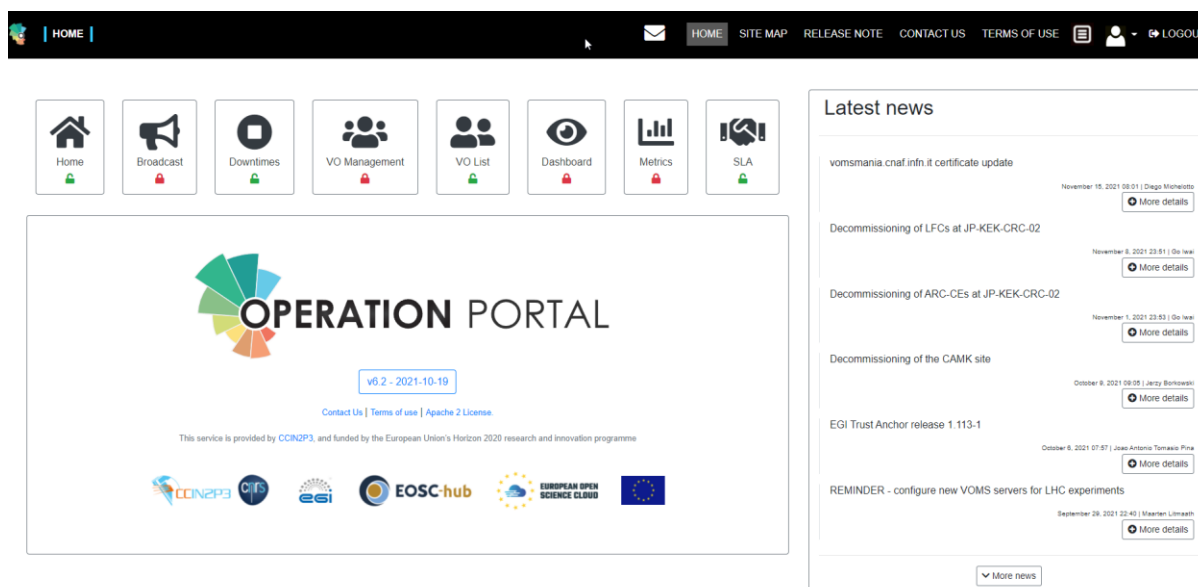 HOME
HOME SITE MAP RELEASE NOTE CONTACT US TERMS OF USE LOGOU
Home Broadcast Downtimes VO Management VO List Dashboard Metrics SLA
OPERATION PORTAL
v6.2 - 2021-10-19
Contact Us | Terms of use | Apache 2 License.
This service is provided by CCIN2P3, and funded by the European Union's Horizon 2020 research and innovation programme
CCIN2P3 cnrs egi EOSC-hub EUROPEAN OPEN
SCIENCE CLOUD
Latest news
vomsmania.cnaf.infn.it certificate update
November 15, 2021 09:01 | Diego Michelotto
More details
Decommissioning of LFCs at JP-KEK-CRC-02
November 8, 2021 23:51 | Go Iwai
More details
Decommissioning of ARC-CEs at JP-KEK-CRC-02
November 1, 2021 23:53 | Go Iwai
More details
Decommissioning of the CAMK site
October 9, 2021 09:05 | Jerzy Borkowski
More details
EGI Trust Anchor release 1.113-1
October 6, 2021 07:57 | Joao Antonio Tomasio Pina
More details
REMINDER - configure new VOMS servers for LHC experiments
September 29, 2021 22:40 | Maarten Litmaath
More details
More news